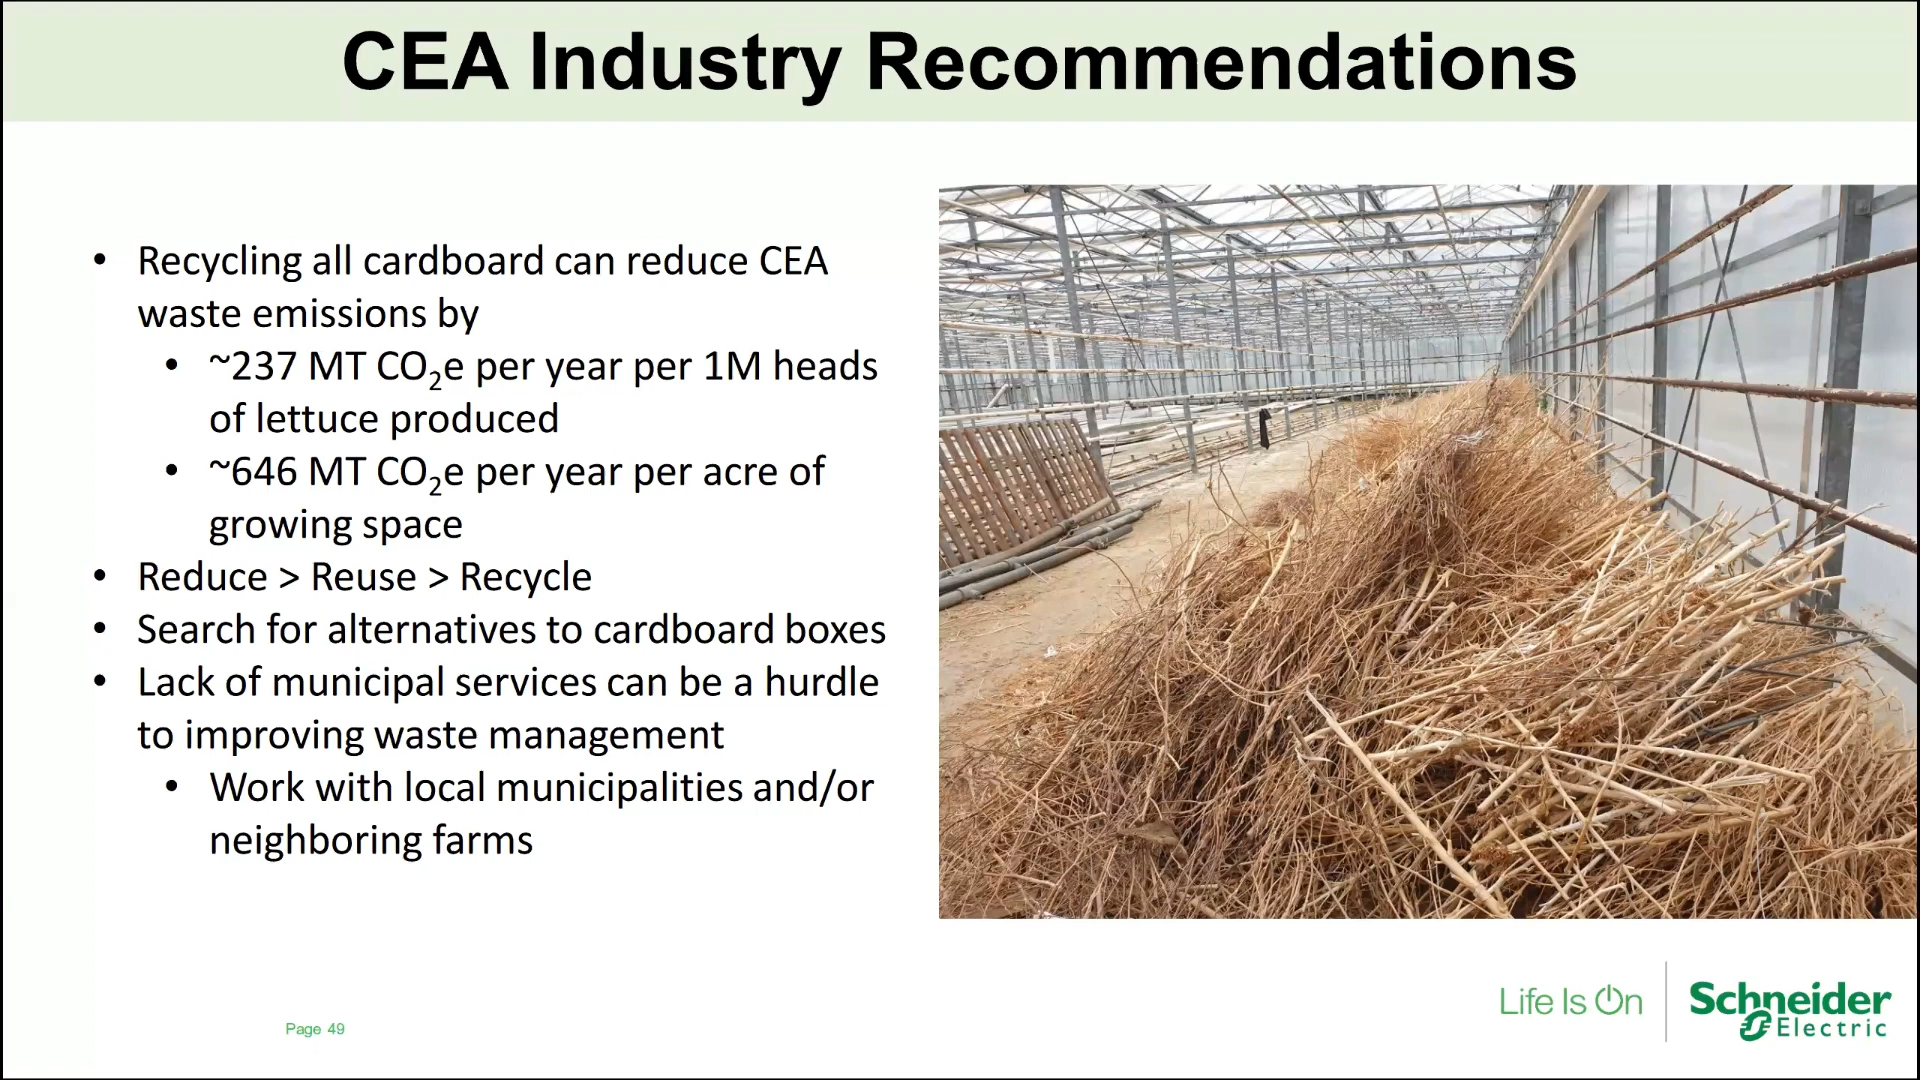 CEA Industry Recommendations
• Recycling all cardboard can reduce CEA
waste emissions by
• ~237 MT CO₂e per year per 1M heads
of lettuce produced
• ~646 MT CO₂e per year per acre of
growing space
• Reduce > Reuse > Recycle
• Search for alternatives to cardboard boxes
• Lack of municipal services can be a hurdle
to improving waste management
• Work with local municipalities and/or
neighboring farms
Page 49
Life Is On
Schneider
Electric